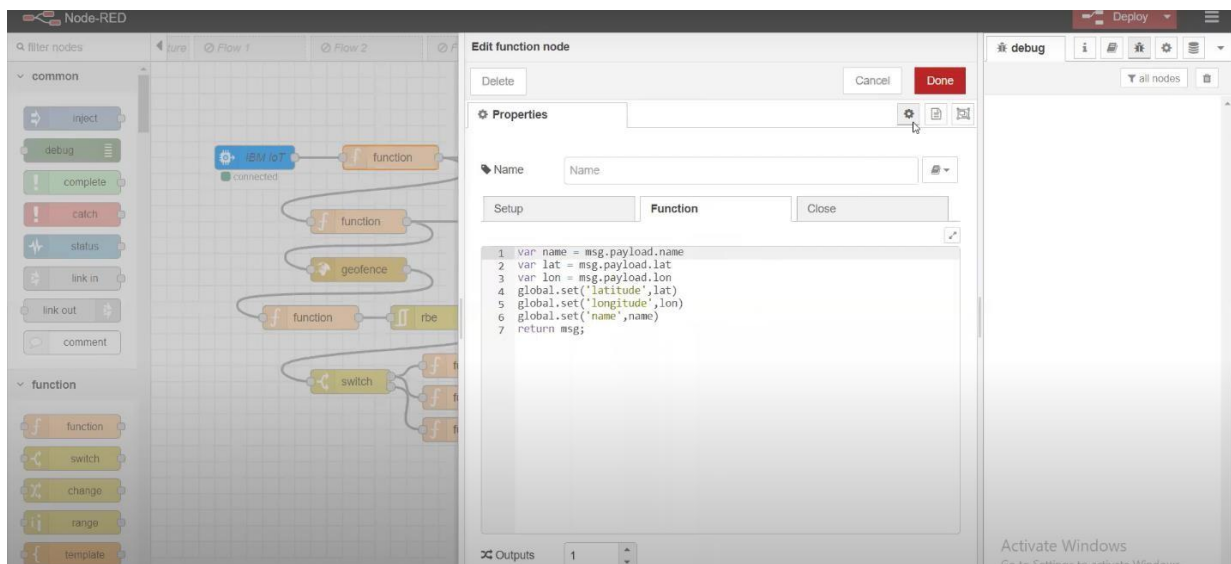 Node-RED
Deploy
filter nodes
Flow 1
Flow 2
common
inject
debug
complete
catch
status
link in
link out
comment
function
function
switch
change
range
template
IBM IoT
connected
function
function
geofence
function
rbe
switch
Edit function node
Delete
Cancel
Done
Properties
Name
Name
Setup
Function
Close
1 var name = msg.payload.name
2 var lat = msg.payload.lat
3 var lon = msg.payload.lon
4 global.set('latitude',lat)
5 global.set('longitude',lon)
6 global.set('name',name)
7 return msg;
Outputs
1
debug
i
all nodes
Activate Windows